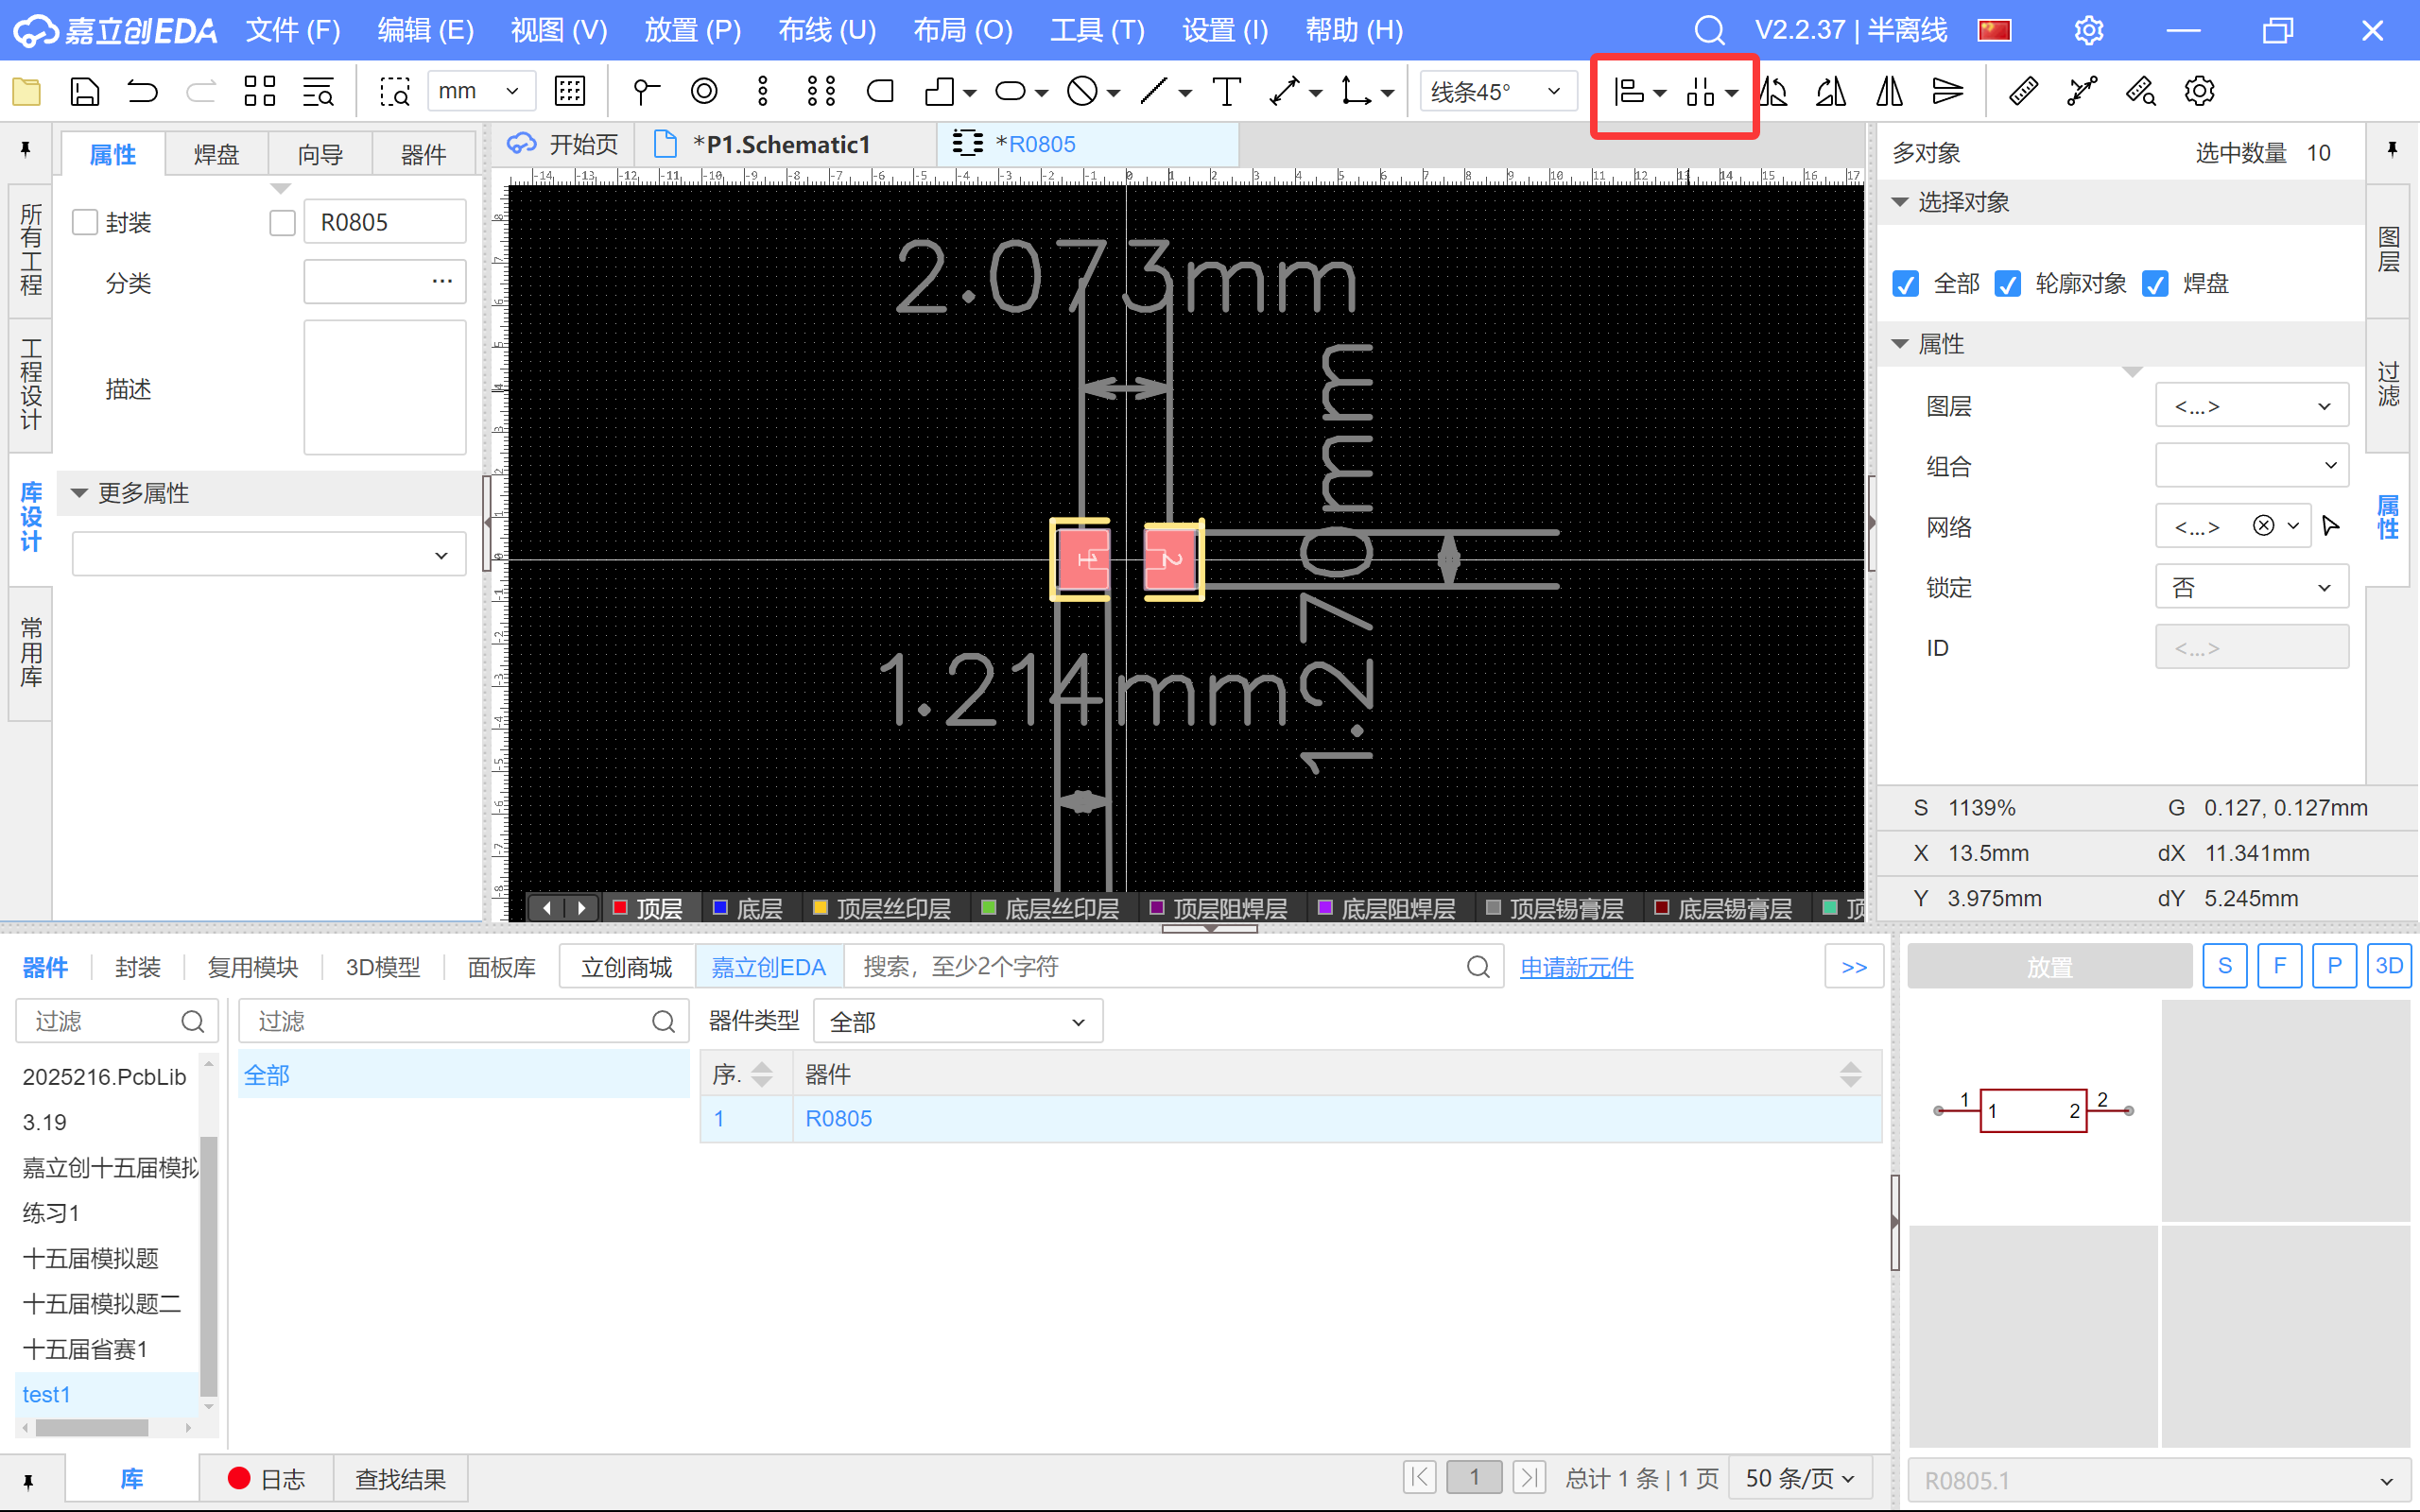 嘉立创EDA 文件 (F) 编辑 (E) 视图 (V) 放置 (P) 布线 (U) 布局 (O) 工具 (T) 设置 (I) 帮助 (H) V2.2.37 | 半离线
mm 线条45°
属性 焊盘 向导 器件
开始页 *P1.Schematic1 *R0805
多对象 选中数量 10
选择对象
全部 轮廓对象 焊盘
属性
图层 <...>
组合
网络 <...>
锁定 否
ID <...>
所有工程
工程设计
库设计
常用库
封装 R0805
分类 ...
描述
更多属性
2.073mm
1.270mm
1.214mm
1
2
图层
过滤
属性
S 1139% G 0.127, 0.127mm
X 13.5mm dX 11.341mm
Y 3.975mm dY 5.245mm
顶层 底层 顶层丝印层 底层丝印层 顶层阻焊层 底层阻焊层 顶层锡膏层 底层锡膏层
器件 封装 复用模块 3D模型 面板库 立创商城 嘉立创EDA 搜索，至少2个字符 申请新元件 >> 放置 S F P 3D
过滤 过滤 器件类型 全部
2025216.PcbLib
3.19
嘉立创十五届模拟
练习1
十五届模拟题
十五届模拟题二
十五届省赛1
test1
全部
序. 器件
1 R0805
1 1 2 2
库 日志 查找结果 1 总计 1 条 | 1 页 50 条/页 R0805.1